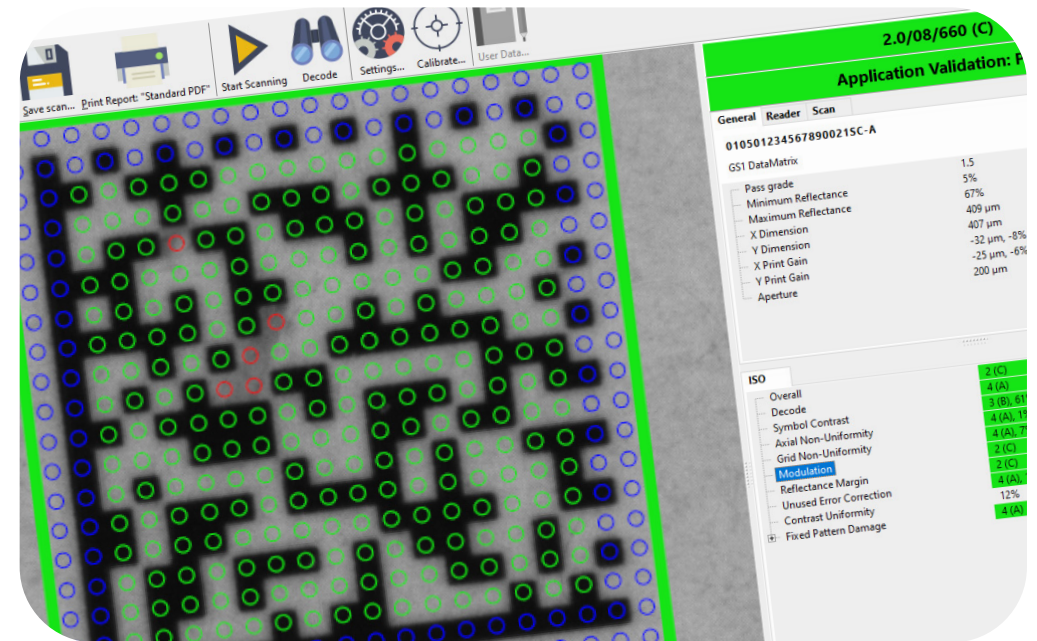 Save scan...
Print Report: "Standard PDF"
Start Scanning
Decode
Settings...
Calibrate...
User Data...
2.0/08/660 (C)
Application Validation:
General Reader Scan
010501234567890021SC-A
GS1 DataMatrix
Pass grade 1.5
Minimum Reflectance 5%
Maximum Reflectance 67%
X Dimension 409 µm
Y Dimension 407 µm
X Print Gain -32 µm, -8%
Y Print Gain -25 µm, -6%
Aperture 200 µm
ISO
Overall 2 (C)
Decode 4 (A)
Symbol Contrast 3 (B), 61%
Axial Non-Uniformity 4 (A), 1%
Grid Non-Uniformity 4 (A), 7%
Modulation 2 (C)
Reflectance Margin 2 (C)
Unused Error Correction 4 (A),
Contrast Uniformity 12%
Fixed Pattern Damage 4 (A)